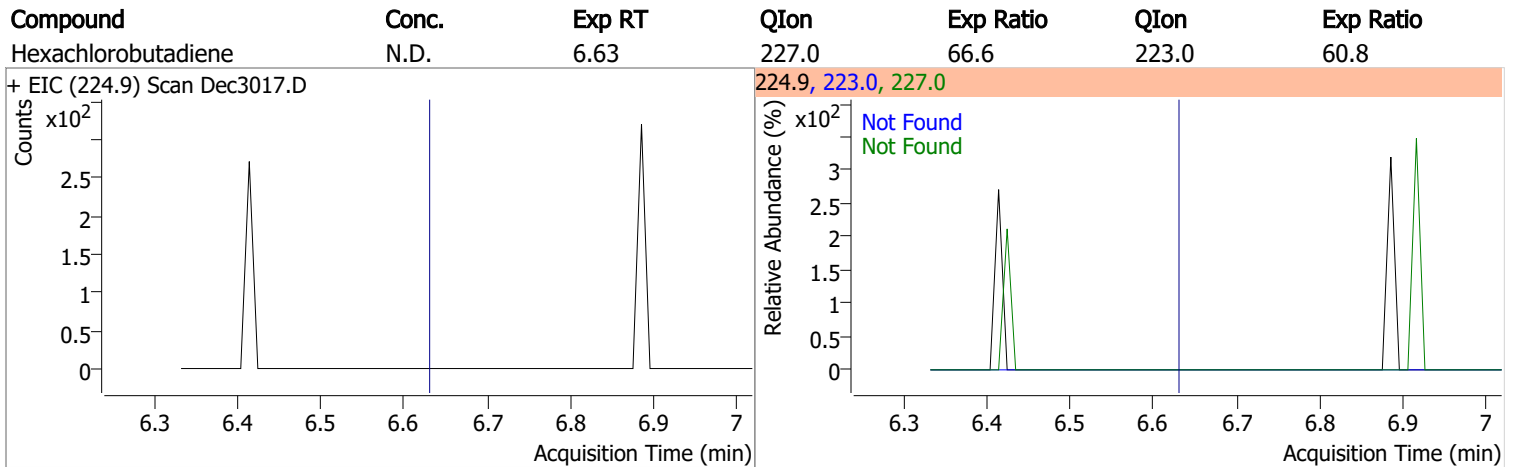 Compound Conc. Exp RT QIon Exp Ratio QIon Exp Ratio
Hexachlorobutadiene N.D. 6.63 227.0 66.6 223.0 60.8
+ EIC (224.9) Scan Dec3017.D
Counts
x10²
2.5
2
1.5
1
0.5
0
6.3 6.4 6.5 6.6 6.7 6.8 6.9 7
Acquisition Time (min)
224.9, 223.0, 227.0
Relative Abundance (%)
x10²
Not Found
Not Found
3
2.5
2
1.5
1
0.5
0
6.3 6.4 6.5 6.6 6.7 6.8 6.9 7
Acquisition Time (min)